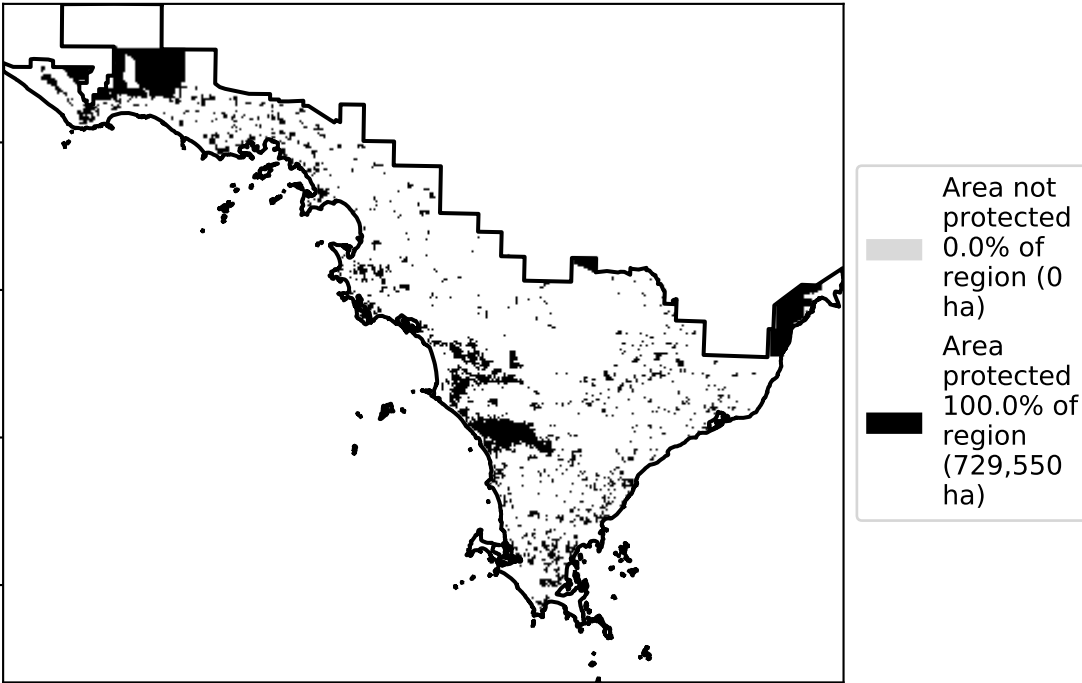 Area not
protected
0.0% of
region (0
ha)
Area
protected
100.0% of
region
(729,550
ha)